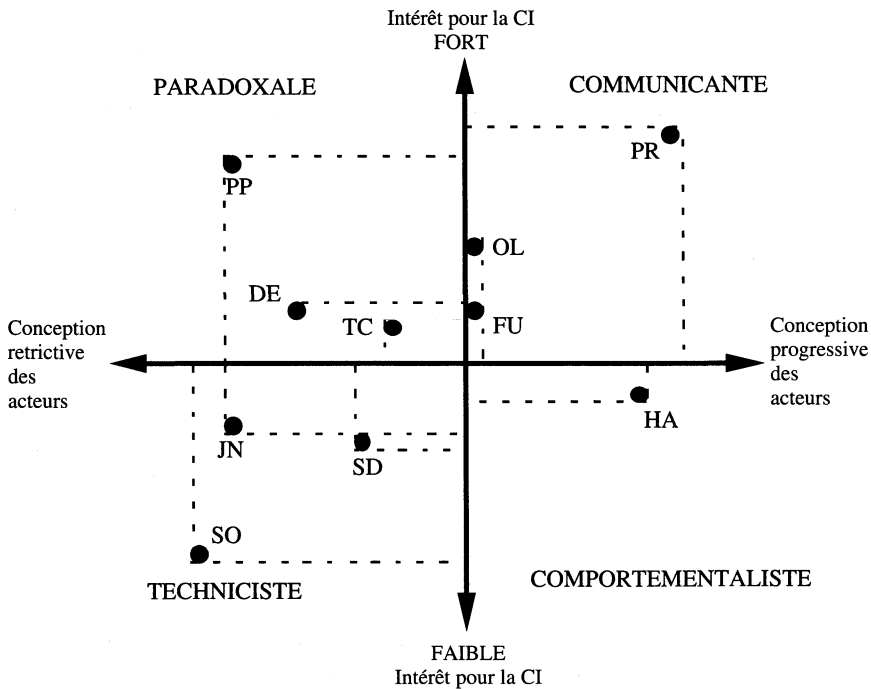 Intérêt pour la CI
FORT
PARADOXALE
COMMUNICANTE
PR
PP
OL
DE
TC
FU
Conception
retrictive
des
acteurs
Conception
progressive
des
acteurs
HA
JN
SD
SO
TECHNICISTE
COMPORTEMENTALISTE
FAIBLE
Intérêt pour la CI